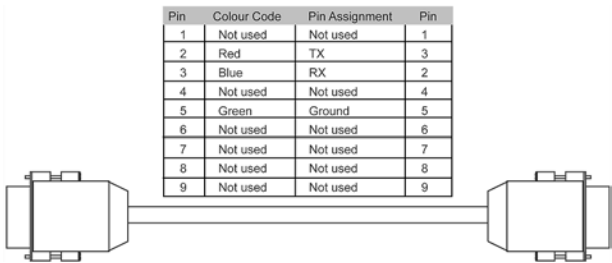 Pin Colour Code Pin Assignment Pin
1 Not used Not used 1
2 Red TX 3
3 Blue RX 2
4 Not used Not used 4
5 Green Ground 5
6 Not used Not used 6
7 Not used Not used 7
8 Not used Not used 8
9 Not used Not used 9